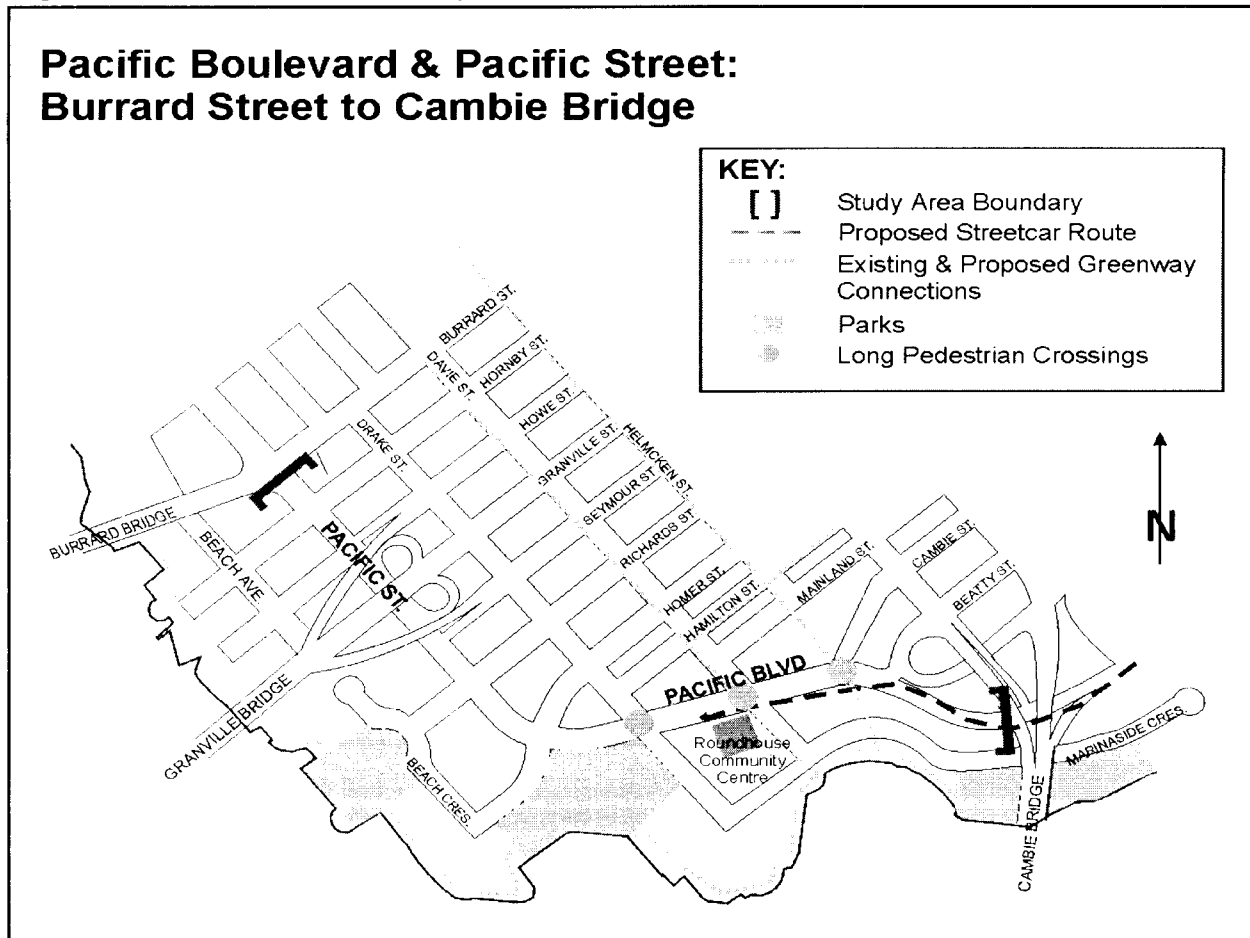 Pacific Boulevard & Pacific Street:
Burrard Street to Cambie Bridge
KEY:
[ ] Study Area Boundary
Proposed Streetcar Route
Existing & Proposed Greenway
Connections
Parks
Long Pedestrian Crossings
BURRARD ST.
DAVIE ST.
HORNBY ST.
HOWE ST.
DRAKE ST.
GRANVILLE ST.
HELMCKEN ST.
SEYMOUR ST
RICHARDS ST
HOMER ST.
HAMILTON ST.
MAINLAND ST.
CAMBIE ST.
BEATTY ST.
N
BURRARD BRIDGE
BEACH AVE
PACIFIC ST.
GRANVILLE BRIDGE
PACIFIC BLVD
Roundhouse
Community
Centre
BEACH CRES.
MARINASIDE CRES.
CAMBIE BRIDGE